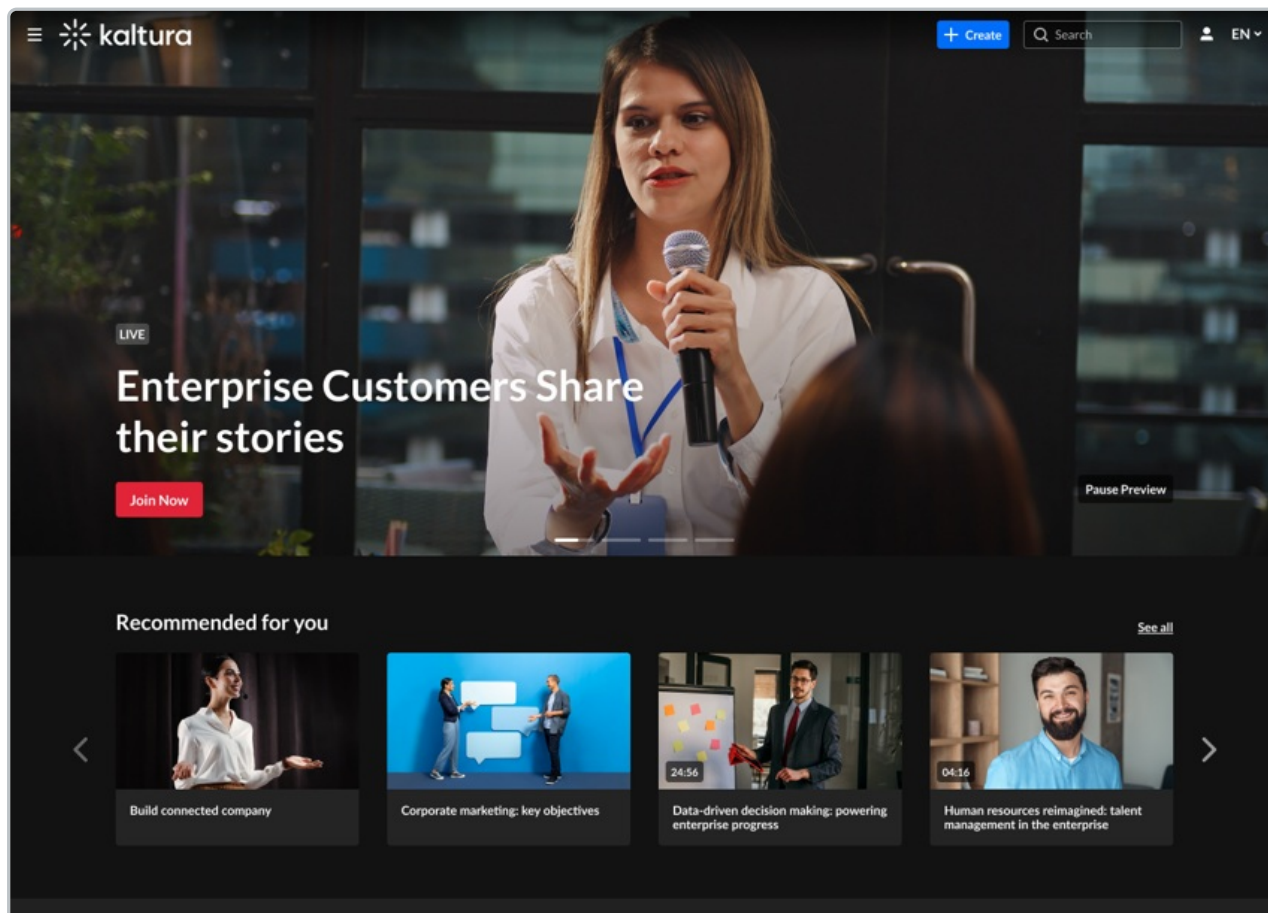 kaltura
+ Create
Search
EN
LIVE
Enterprise Customers Share
their stories
Join Now
Pause Preview
Recommended for you
See all
24:56
04:16
Build connected company
Corporate marketing: key objectives
Data-driven decision making: powering
enterprise progress
Human resources reimagined: talent
management in the enterprise